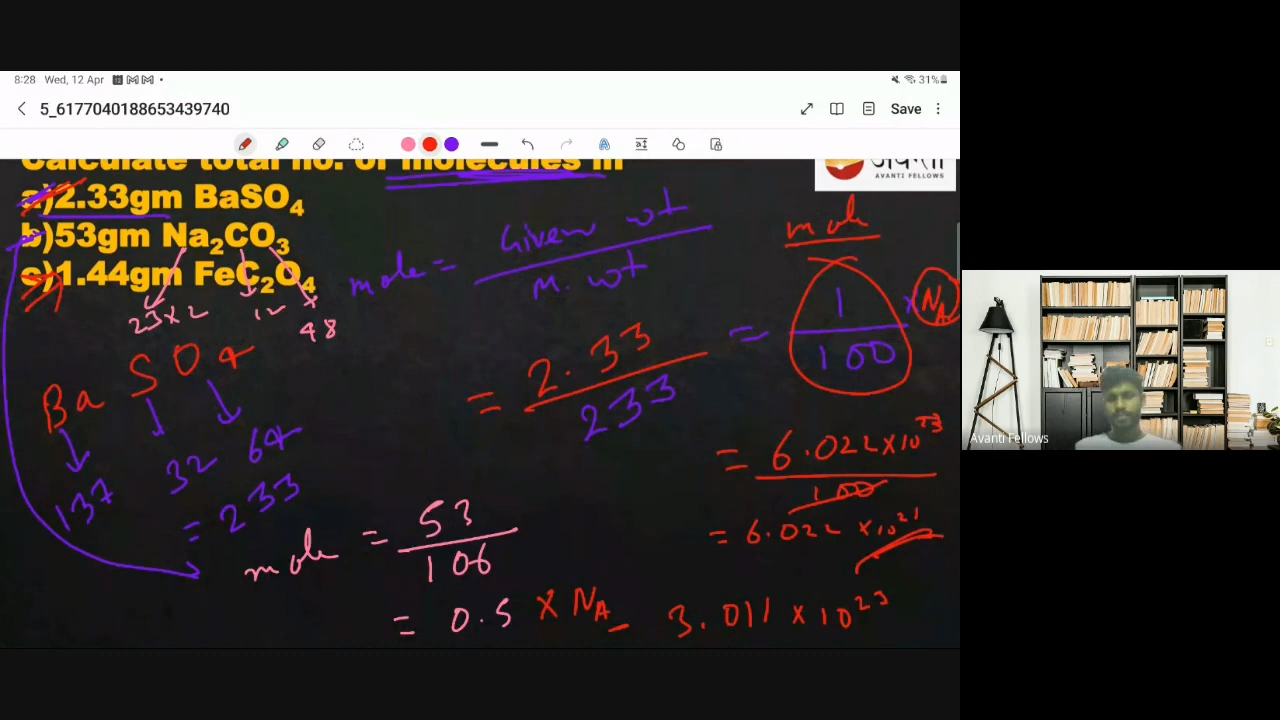 8:28 Wed, 12 Apr
31%
5_6177040188653439740
Save
Calculate total no. of molecules in
a)2.33gm BaSO4
b)53gm Na2CO3
c)1.44gm FeC2O4
AVANTI FELLOWS
23×2 12 48
BaSO4
137 32 64
= 233
mole = Given wt / M. wt
= 2.33 / 233 = 1 / 100 × NA
mole
= 6.022×10^23 / 100
= 6.022 ×10^21
mole = 53 / 106
= 0.5 × NA
3.011 × 10^23
Avanti Fellows